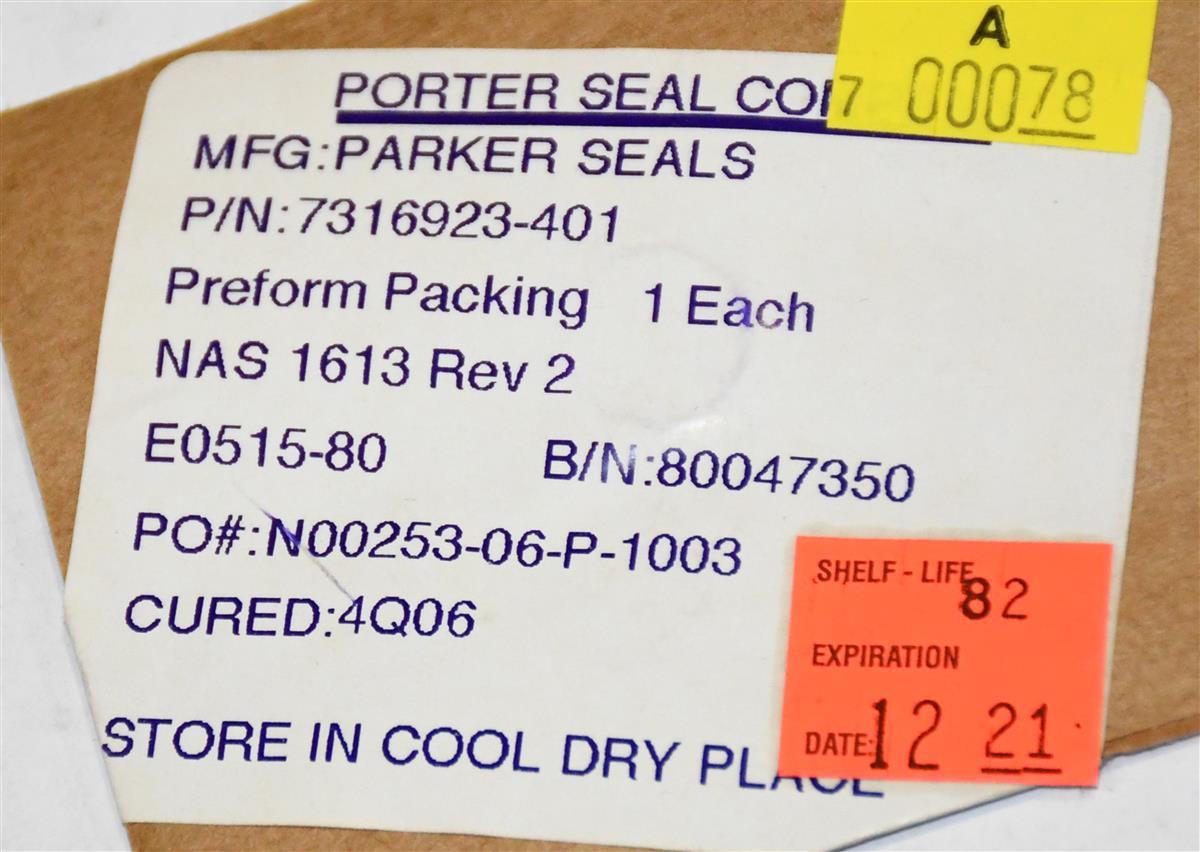 A
7 00078
PORTER SEAL
MFG:PARKER SEALS
P/N:7316923-401
Preform Packing 1 Each
NAS 1613 Rev 2
E0515-80 B/N:80047350
PO#:N00253-06-P-1003
CURED:4Q06
SHELF - LIFE
82
EXPIRATION
DATE: 12 21
STORE IN COOL DRY PLACE